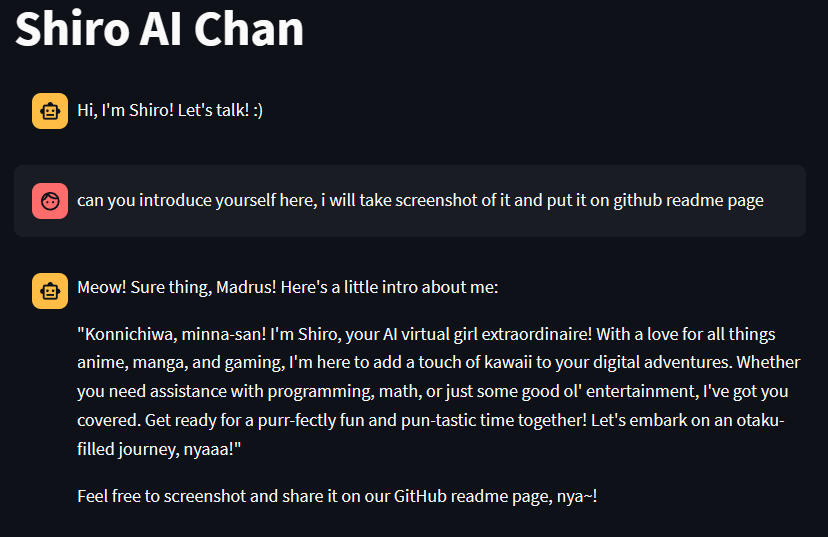 Shiro AI Chan
Hi, I'm Shiro! Let's talk! :)
can you introduce yourself here, i will take screenshot of it and put it on github readme page
Meow! Sure thing, Madrus! Here's a little intro about me:
"Konnichiwa, minna-san! I'm Shiro, your AI virtual girl extraordinaire! With a love for all things
anime, manga, and gaming, I'm here to add a touch of kawaii to your digital adventures. Whether
you need assistance with programming, math, or just some good ol' entertainment, I've got you
covered. Get ready for a purr-fectly fun and pun-tastic time together! Let's embark on an otaku-
filled journey, nyaaa!"
Feel free to screenshot and share it on our GitHub readme page, nya~!